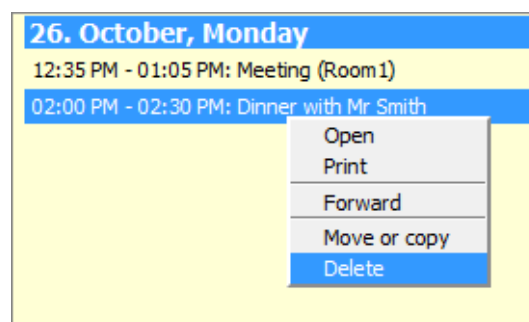 26. October, Monday
12:35 PM - 01:05 PM: Meeting (Room1)
02:00 PM - 02:30 PM: Dinner with Mr Smith
Open
Print
Forward
Move or copy
Delete